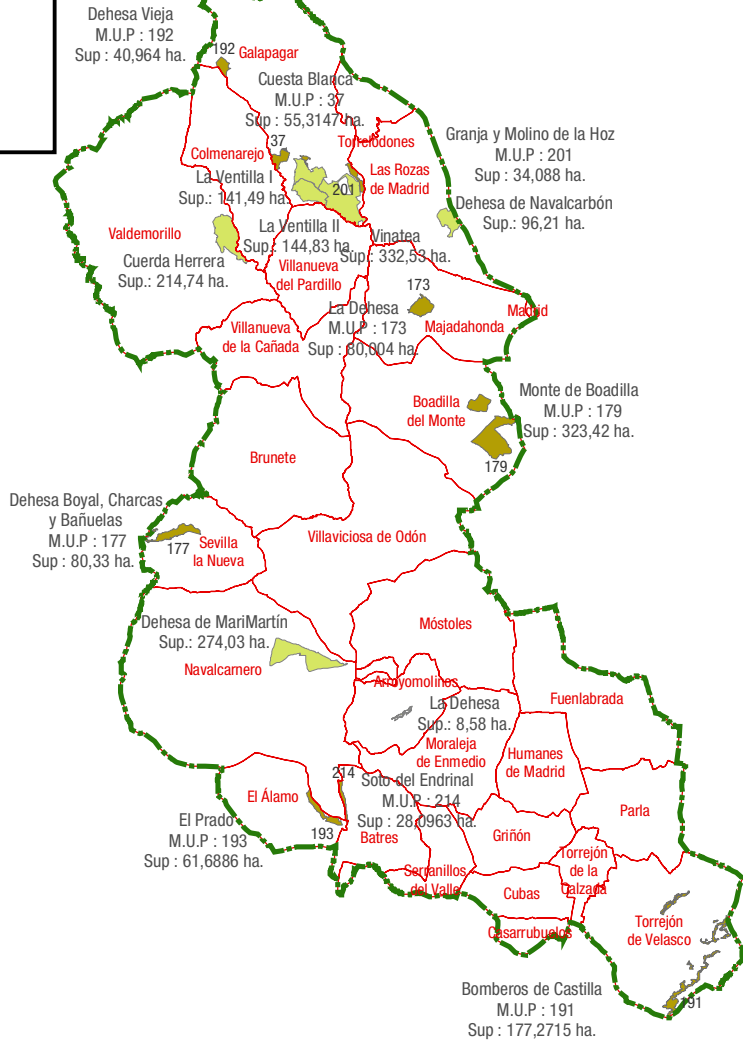 Dehesa Vieja
M.U.P : 192
Sup : 40,964 ha.
192
Galapagar
Cuesta Blanca
M.U.P : 37
Sup : 55,3147 ha.
Torrelodones
37
Colmenarejo
Granja y Molino de la Hoz
M.U.P : 201
Sup : 34,088 ha.
Las Rozas
de Madrid
201
La Ventilla I
Sup.: 141,49 ha.
Dehesa de Navalcarbón
Sup.: 96,21 ha.
La Ventilla II
Sup.: 144,83 ha.
Vinatea
Sup.: 332,53 ha.
Valdemorillo
Cuerda Herrera
Sup.: 214,74 ha.
Villanueva
del Pardillo
173
La Dehesa
M.U.P : 173
Sup : 80,004 ha.
Madrid
Majadahonda
Villanueva
de la Cañada
Monte de Boadilla
M.U.P : 179
Sup : 323,42 ha.
Boadilla
del Monte
179
Brunete
Dehesa Boyal, Charcas
y Bañuelas
M.U.P : 177
Sup : 80,33 ha.
177
Sevilla
la Nueva
Villaviciosa de Odón
Dehesa de MariMartín
Sup.: 274,03 ha.
Móstoles
Navalcarnero
Arroyomolinos
La Dehesa
Sup.: 8,58 ha.
Fuenlabrada
Moraleja
de Enmedio
Humanes
de Madrid
214
Soto del Endrinal
M.U.P : 214
Sup : 28,0963 ha.
El Álamo
193
El Prado
M.U.P : 193
Sup : 61,6886 ha.
Batres
Griñón
Parla
Serranillos
del Valle
Cubas
Torrejón
de la
Calzada
Casarrubuelos
Torrejón
de Velasco
Bomberos de Castilla
M.U.P : 191
Sup : 177,2715 ha.
191